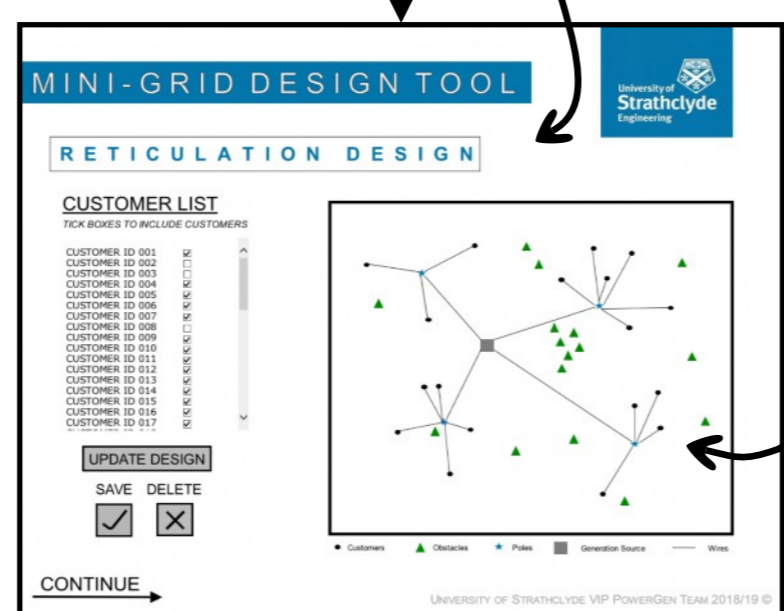 MINI-GRID DESIGN TOOL
University of
Strathclyde
Engineering
RETICULATION DESIGN
CUSTOMER LIST
TICK BOXES TO INCLUDE CUSTOMERS
CUSTOMER ID 001
CUSTOMER ID 002
CUSTOMER ID 003
CUSTOMER ID 004
CUSTOMER ID 005
CUSTOMER ID 006
CUSTOMER ID 007
CUSTOMER ID 008
CUSTOMER ID 009
CUSTOMER ID 010
CUSTOMER ID 011
CUSTOMER ID 012
CUSTOMER ID 013
CUSTOMER ID 014
CUSTOMER ID 015
CUSTOMER ID 016
CUSTOMER ID 017
UPDATE DESIGN
SAVE DELETE
Customers Obstacles Poles Generation Source Wires
CONTINUE
UNIVERSITY OF STRATHCLYDE VIP POWERGEN TEAM 2018/19 ©